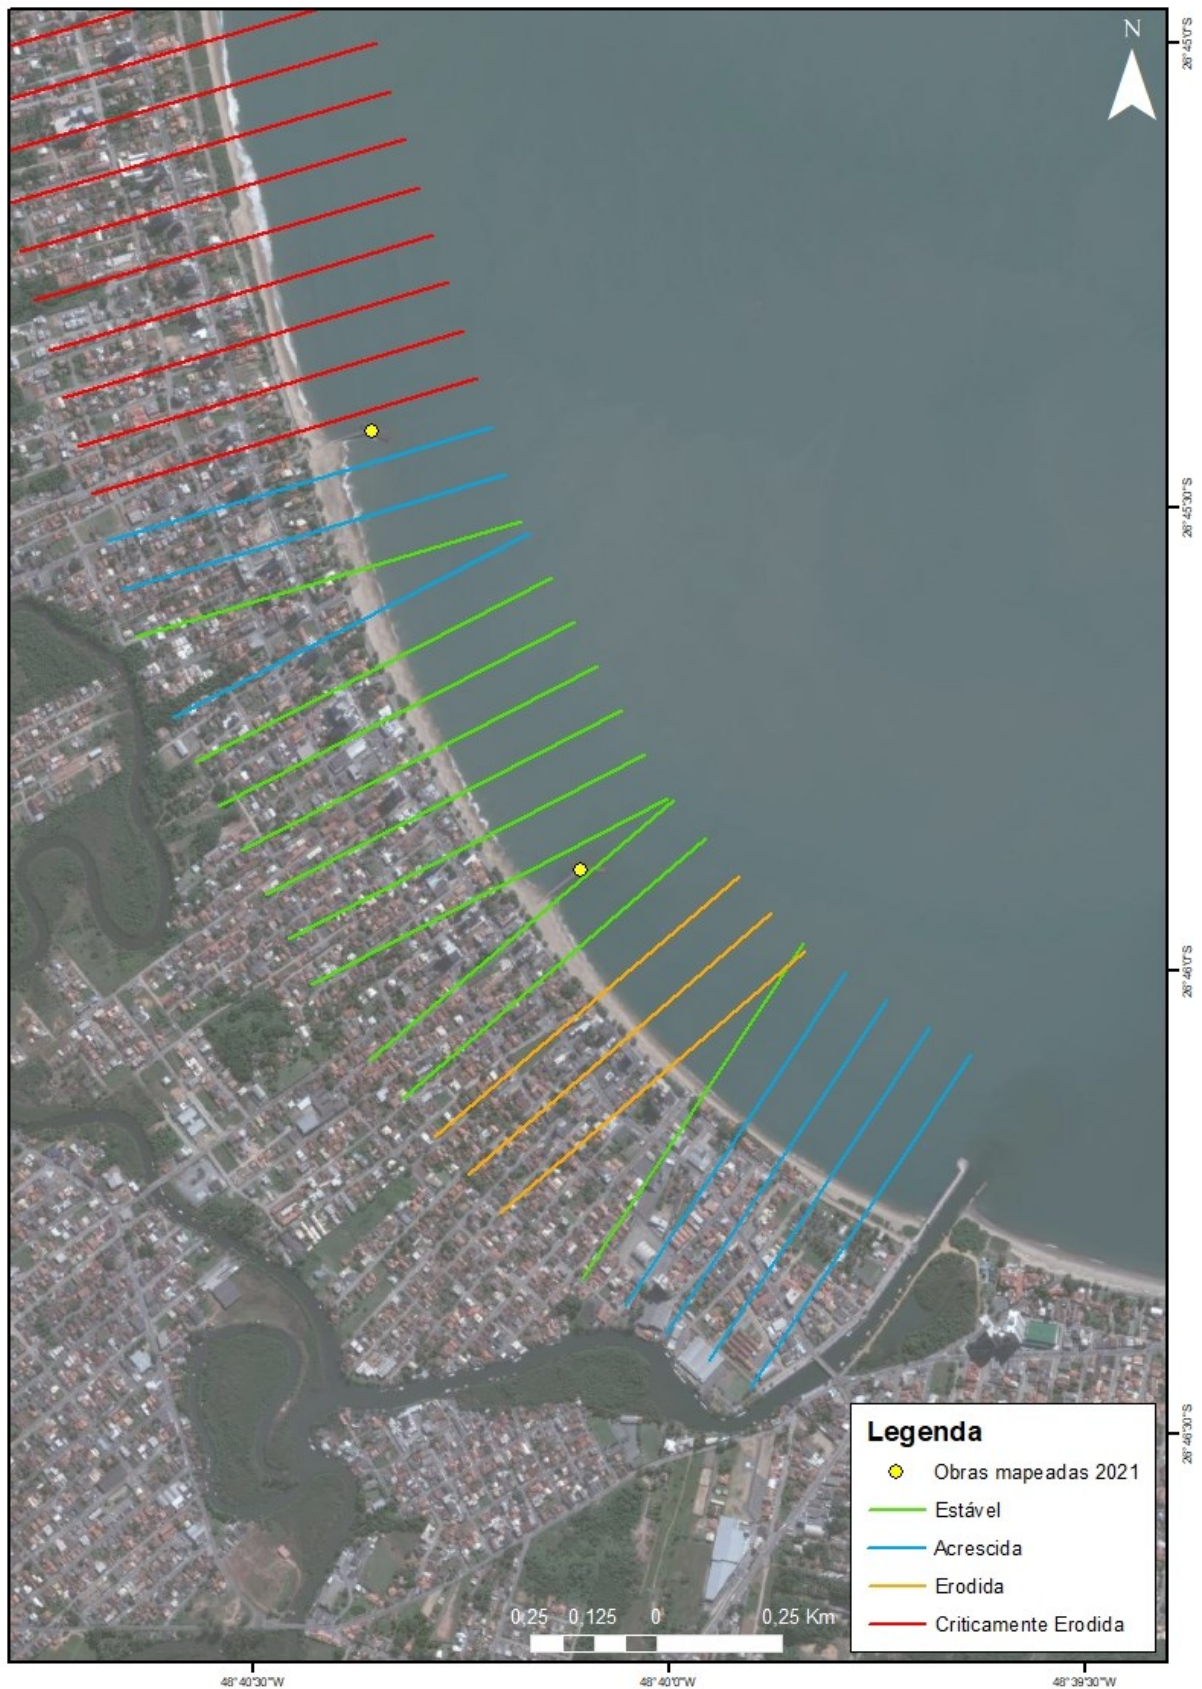 N
26°45'0"S
26°45'30"S
26°46'0"S
26°46'30"S
Legenda
Obras mapeadas 2021
Estável
Acrescida
Erodida
Criticamente Erodida
0,25 0,125 0 0,25 Km
48°40'30"W 48°40'0"W 48°39'30"W